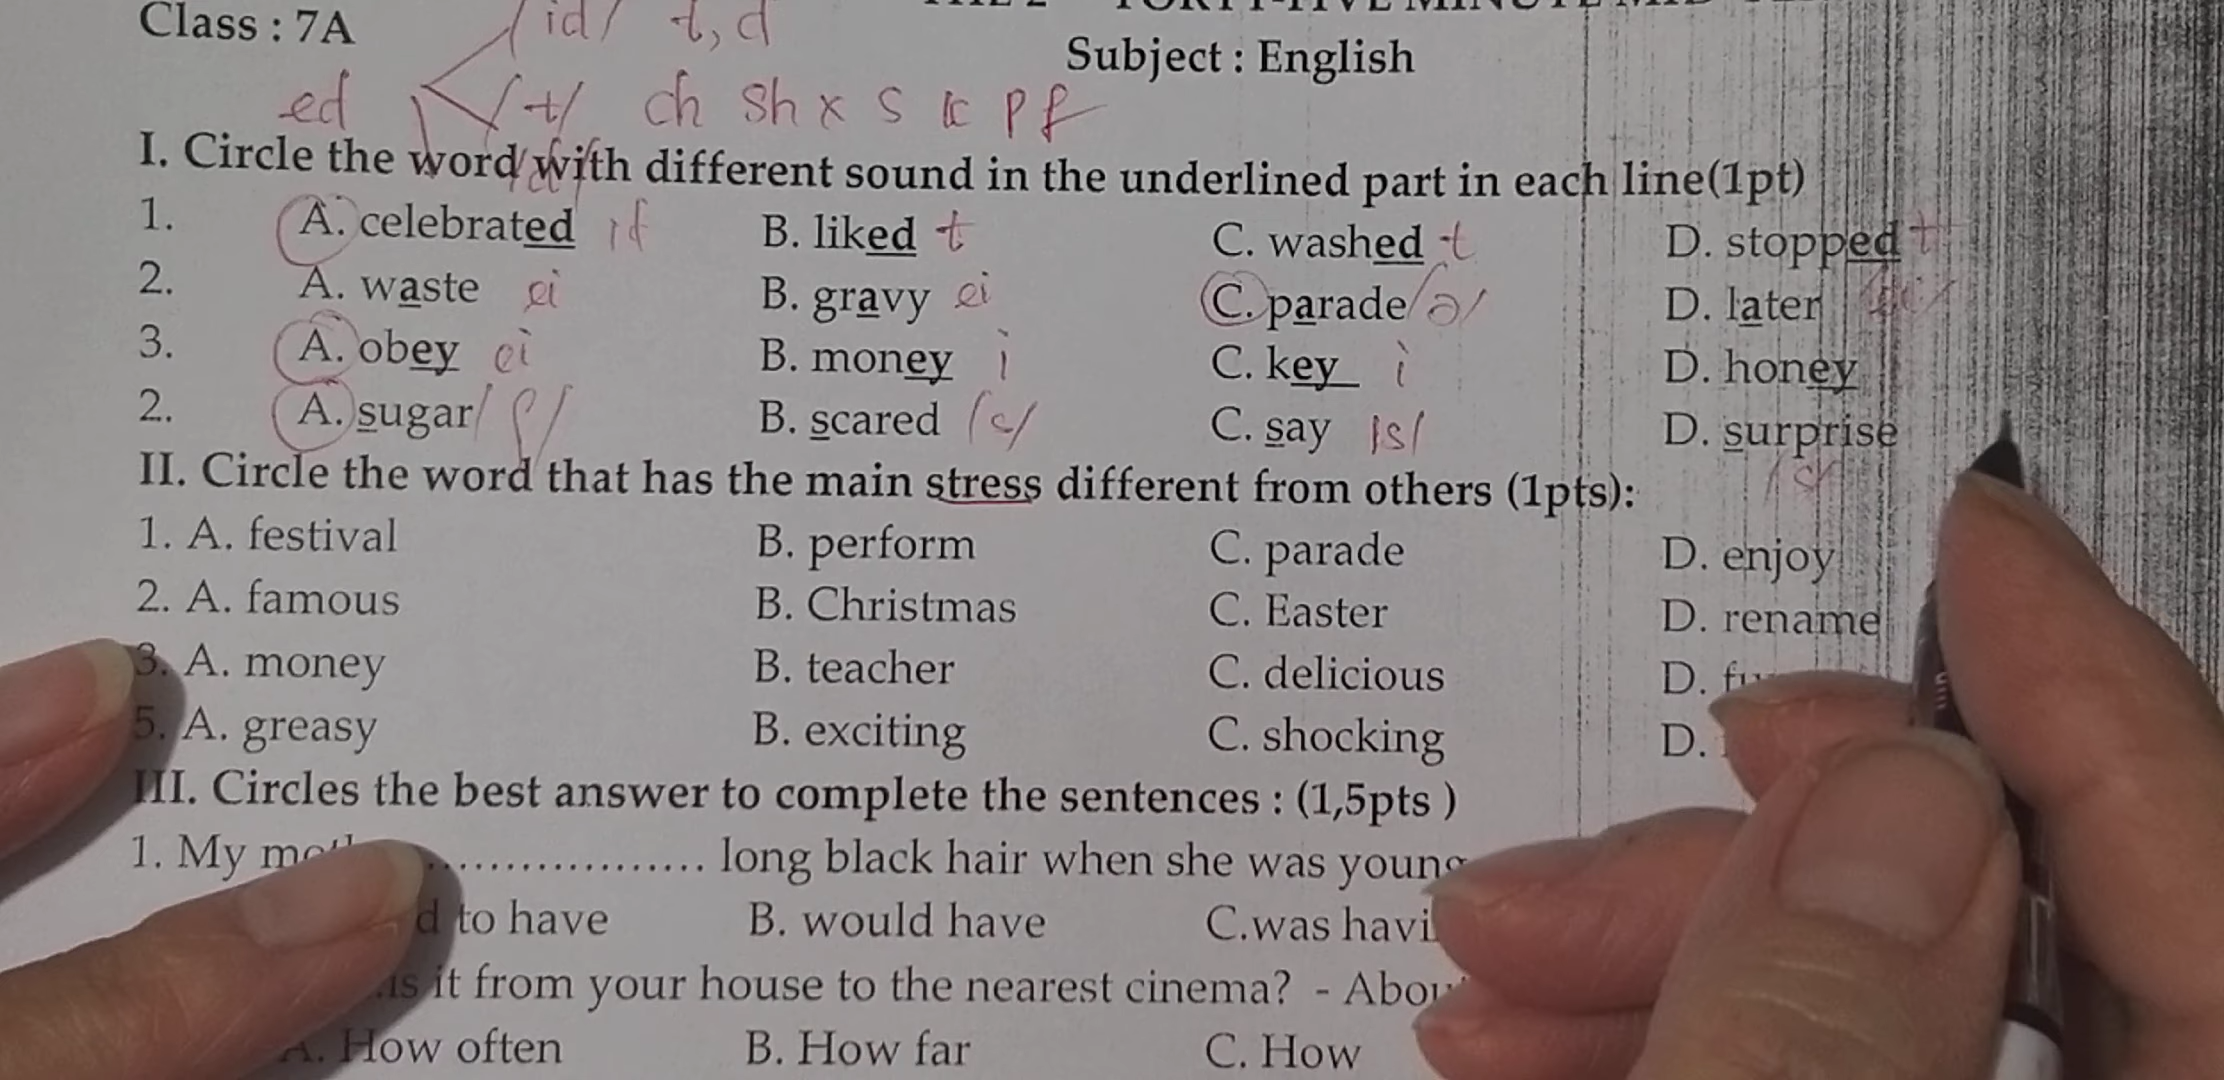 Class : 7A /id/ t, d
Subject : English
ed /t/ ch sh x s k p f
I. Circle the word with different sound in the underlined part in each line(1pt)
1. A. celebrated id B. liked t C. washed t D. stopped t
2. A. waste ei B. gravy ei C. parade /ə/ D. later
3. A. obey ei B. money i C. key i D. honey
2. A. sugar /ʃ/ B. scared /s/ C. say /s/ D. surprise
/s/
II. Circle the word that has the main stress different from others (1pts):
1. A. festival B. perform C. parade D. enjoy
2. A. famous B. Christmas C. Easter D. rename
3. A. money B. teacher C. delicious D.
5. A. greasy B. exciting C. shocking D.
III. Circles the best answer to complete the sentences : (1,5pts )
1. My .................. long black hair when she was young
to have B. would have C.was
is it from your house to the nearest cinema? -
A. How often B. How far C. How